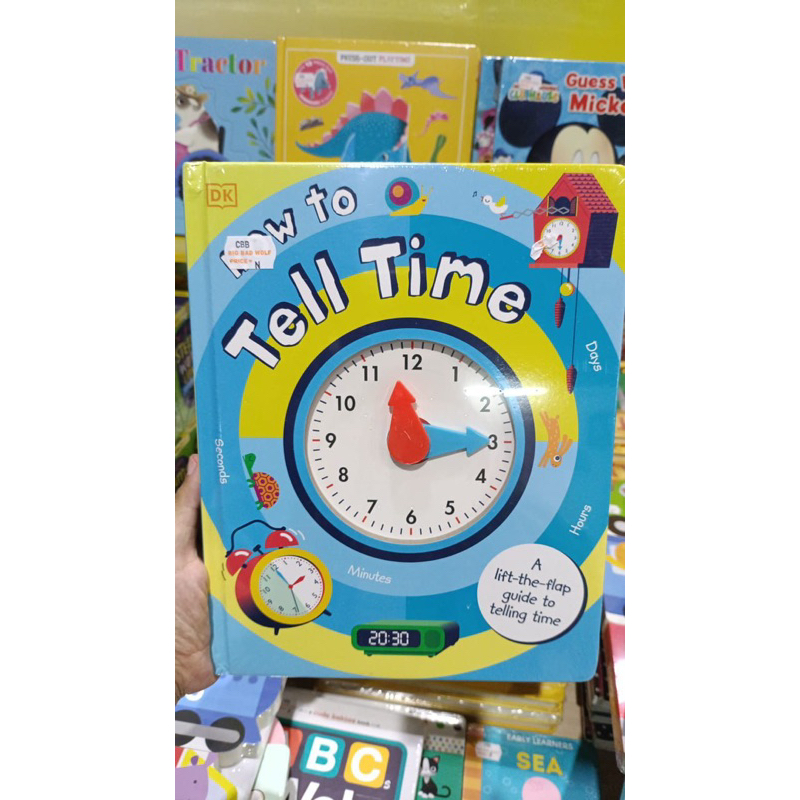 Tractor
PRESS-OUT PLAYTIME
Guess
Micke
DK
How to
CBB
BIG BAD WOLF
PRICE
N
Tell Time
Days
12
11
1
10
2
9
3
8
4
7
5
6
Seconds
Hours
Minutes
A
lift-the-flap
guide to
telling time
20:30
BCs
EARLY LEARNERS
SEA